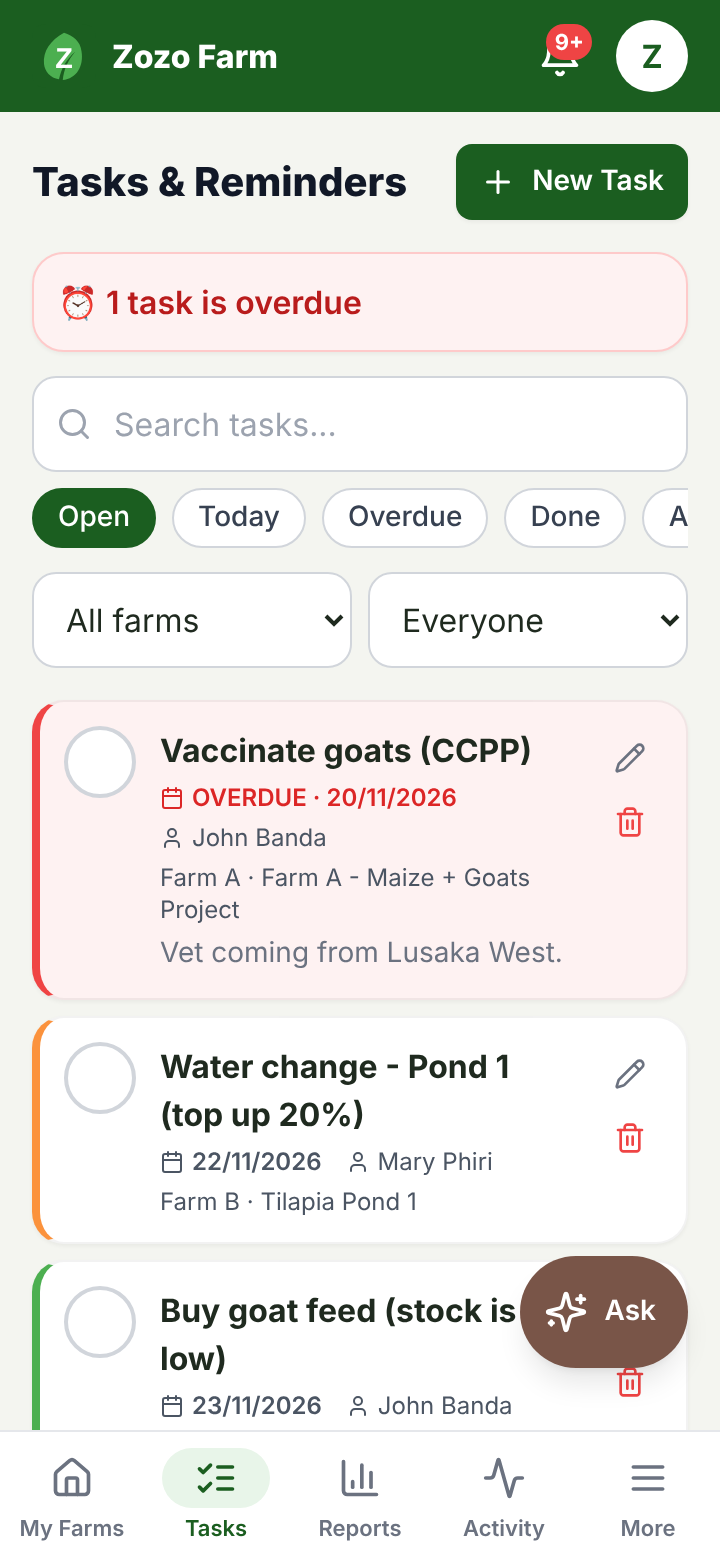 Z
Zozo Farm
9+
Z
Tasks & Reminders
New Task
1 task is overdue
Search tasks...
Open
Today
Overdue
Done
A
All farms
Everyone
Vaccinate goats (CCPP)
OVERDUE · 20/11/2026
John Banda
Farm A · Farm A - Maize + Goats
Project
Vet coming from Lusaka West.
Water change - Pond 1
(top up 20%)
22/11/2026 Mary Phiri
Farm B · Tilapia Pond 1
Buy goat feed (stock is
low)
Ask
23/11/2026 John Banda
My Farms
Tasks
Reports
Activity
More